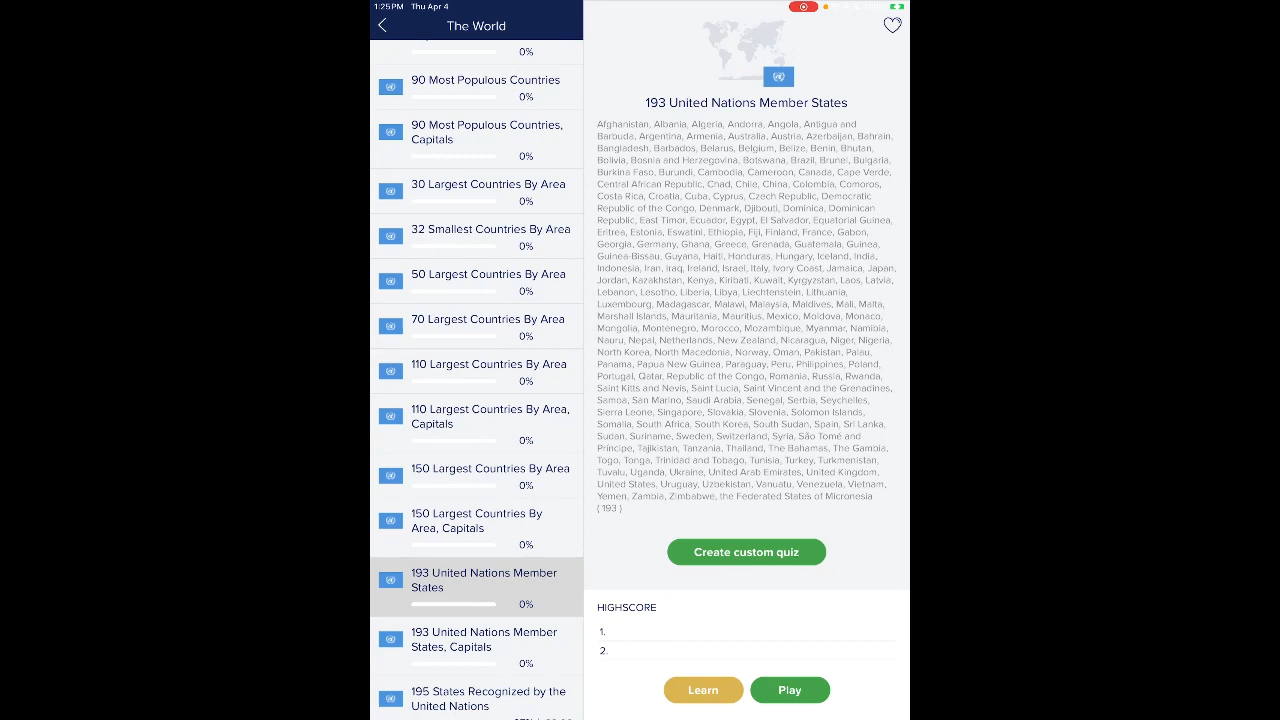 1:25PM Thu Apr 4
The World
0%
90 Most Populous Countries
0%
90 Most Populous Countries,
Capitals
0%
30 Largest Countries By Area
0%
32 Smallest Countries By Area
0%
50 Largest Countries By Area
0%
70 Largest Countries By Area
0%
110 Largest Countries By Area
0%
110 Largest Countries By Area,
Capitals
0%
150 Largest Countries By Area
0%
150 Largest Countries By
Area, Capitals
0%
193 United Nations Member
States
0%
193 United Nations Member
States, Capitals
0%
195 States Recognized by the
United Nations
193 United Nations Member States
Afghanistan, Albania, Algeria, Andorra, Angola, Antigua and
Barbuda, Argentina, Armenia, Australia, Austria, Azerbaijan, Bahrain,
Bangladesh, Barbados, Belarus, Belgium, Belize, Benin, Bhutan,
Bolivia, Bosnia and Herzegovina, Botswana, Brazil, Brunei, Bulgaria,
Burkina Faso, Burundi, Cambodia, Cameroon, Canada, Cape Verde,
Central African Republic, Chad, Chile, China, Colombia, Comoros,
Costa Rica, Croatia, Cuba, Cyprus, Czech Republic, Democratic
Republic of the Congo, Denmark, Djibouti, Dominica, Dominican
Republic, East Timor, Ecuador, Egypt, El Salvador, Equatorial Guinea,
Eritrea, Estonia, Eswatini, Ethiopia, Fiji, Finland, France, Gabon,
Georgia, Germany, Ghana, Greece, Grenada, Guatemala, Guinea,
Guinea-Bissau, Guyana, Haiti, Honduras, Hungary, Iceland, India,
Indonesia, Iran, Iraq, Ireland, Israel, Italy, Ivory Coast, Jamaica, Japan,
Jordan, Kazakhstan, Kenya, Kiribati, Kuwait, Kyrgyzstan, Laos, Latvia,
Lebanon, Lesotho, Liberia, Libya, Liechtenstein, Lithuania,
Luxembourg, Madagascar, Malawi, Malaysia, Maldives, Mali, Malta,
Marshall Islands, Mauritania, Mauritius, Mexico, Moldova, Monaco,
Mongolia, Montenegro, Morocco, Mozambique, Myanmar, Namibia,
Nauru, Nepal, Netherlands, New Zealand, Nicaragua, Niger, Nigeria,
North Korea, North Macedonia, Norway, Oman, Pakistan, Palau,
Panama, Papua New Guinea, Paraguay, Peru, Philippines, Poland,
Portugal, Qatar, Republic of the Congo, Romania, Russia, Rwanda,
Saint Kitts and Nevis, Saint Lucia, Saint Vincent and the Grenadines,
Samoa, San Marino, Saudi Arabia, Senegal, Serbia, Seychelles,
Sierra Leone, Singapore, Slovakia, Slovenia, Solomon Islands,
Somalia, South Africa, South Korea, South Sudan, Spain, Sri Lanka,
Sudan, Suriname, Sweden, Switzerland, Syria, São Tomé and
Príncipe, Tajikistan, Tanzania, Thailand, The Bahamas, The Gambia,
Togo, Tonga, Trinidad and Tobago, Tunisia, Turkey, Turkmenistan,
Tuvalu, Uganda, Ukraine, United Arab Emirates, United Kingdom,
United States, Uruguay, Uzbekistan, Vanuatu, Venezuela, Vietnam,
Yemen, Zambia, Zimbabwe, the Federated States of Micronesia
( 193 )
Create custom quiz
HIGHSCORE
1.
2.
Learn
Play